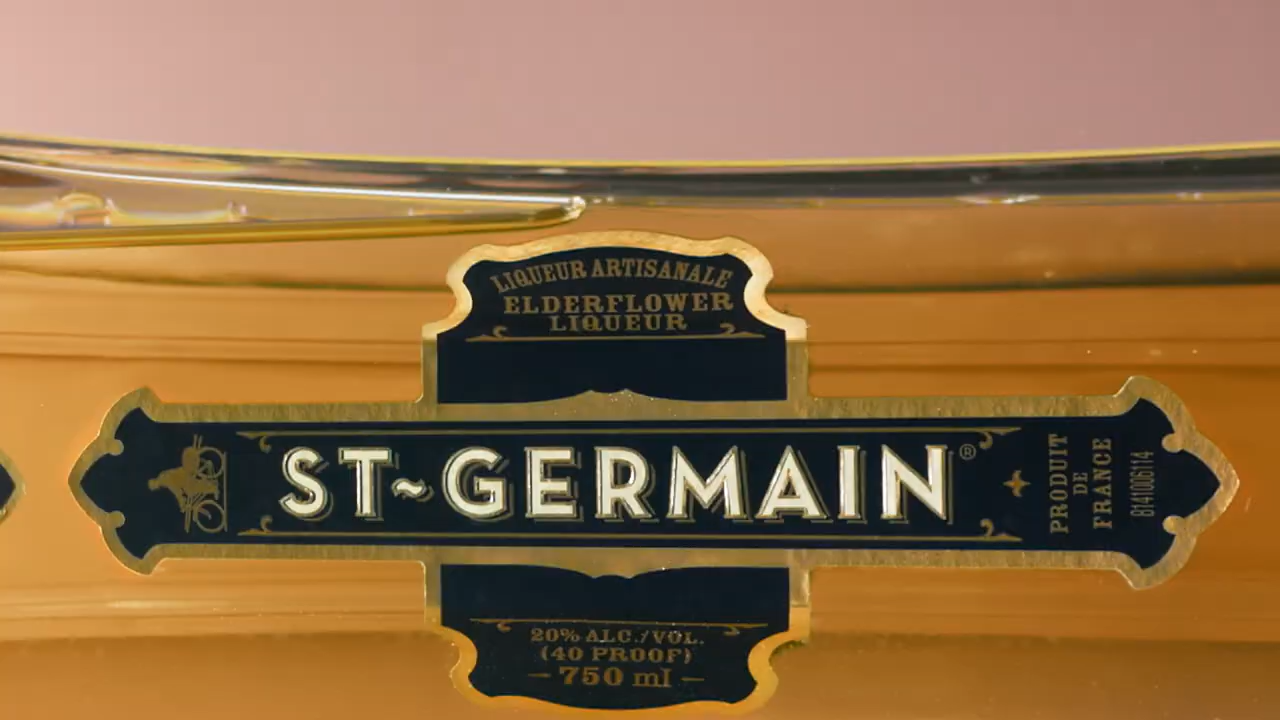 LIQUEUR ARTISANALE
ELDERFLOWER
LIQUEUR
ST~GERMAIN®
PRODUIT
DE
FRANCE
8141006114
20% ALC./VOL.
(40 PROOF)
– 750 ml –